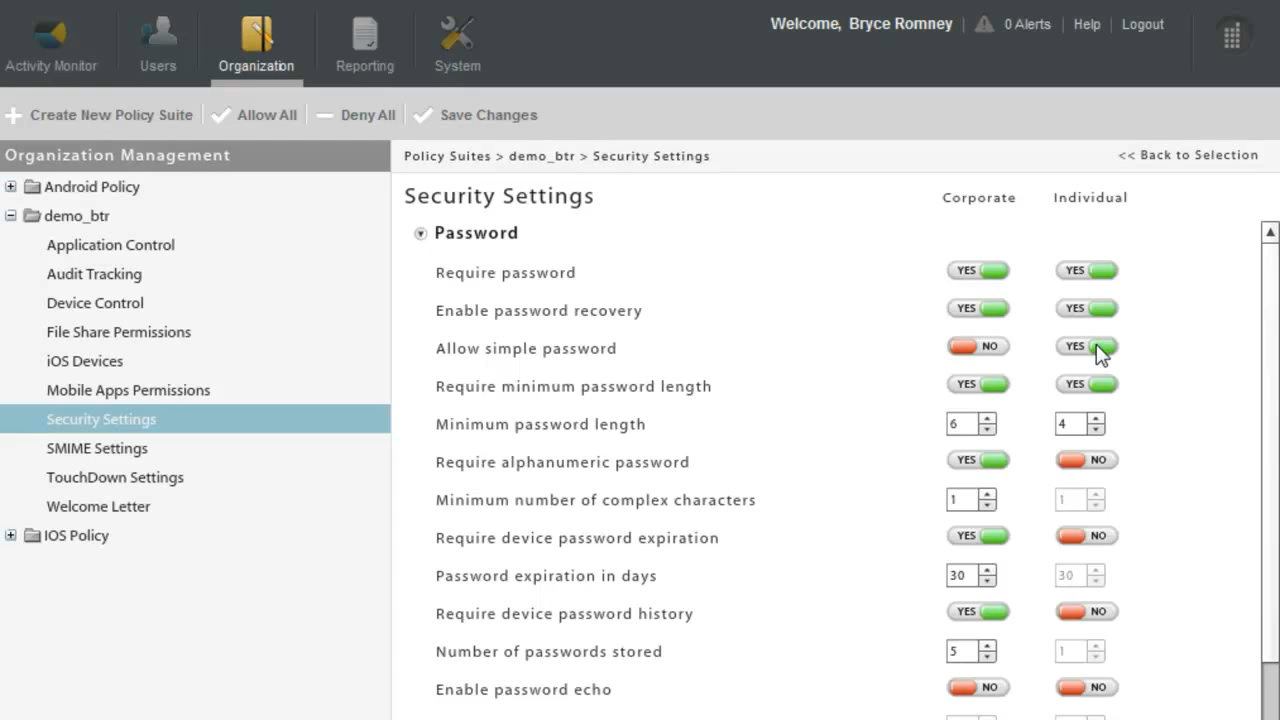 Welcome, Bryce Romney 0 Alerts Help Logout
Activity Monitor Users Organization Reporting System
Create New Policy Suite Allow All Deny All Save Changes
Organization Management
Policy Suites > demo_btr > Security Settings << Back to Selection
Android Policy
demo_btr
Application Control
Audit Tracking
Device Control
File Share Permissions
iOS Devices
Mobile Apps Permissions
Security Settings
SMIME Settings
TouchDown Settings
Welcome Letter
IOS Policy
Security Settings Corporate Individual
Password
Require password YES YES
Enable password recovery YES YES
Allow simple password NO YES
Require minimum password length YES YES
Minimum password length 6 4
Require alphanumeric password YES NO
Minimum number of complex characters 1 1
Require device password expiration YES NO
Password expiration in days 30 30
Require device password history YES NO
Number of passwords stored 5 1
Enable password echo NO NO